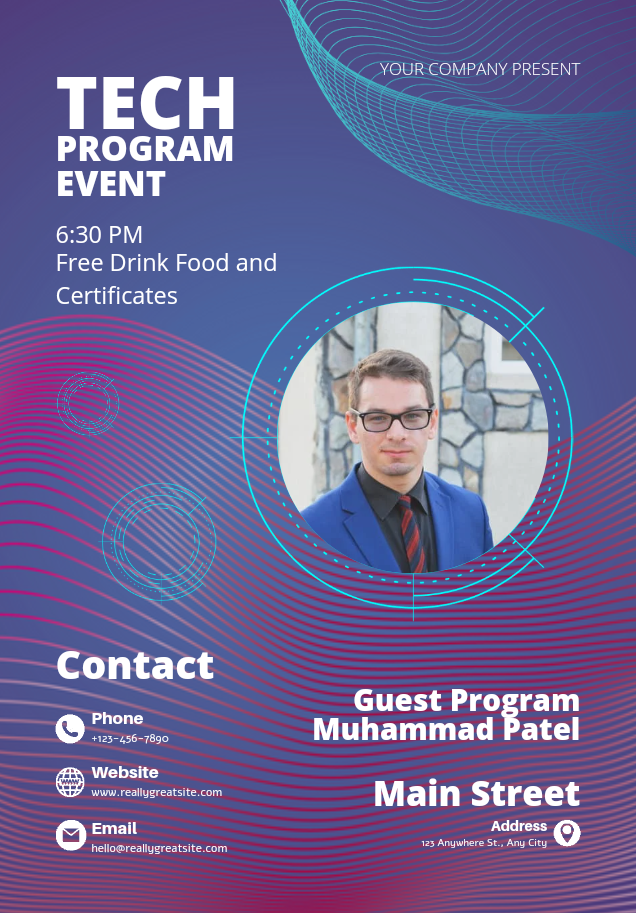 YOUR COMPANY PRESENT
TECH
PROGRAM
EVENT
6:30 PM
Free Drink Food and
Certificates
Contact
Phone
+123-456-7890
Website
www.reallygreatsite.com
Email
hello@reallygreatsite.com
Guest Program
Muhammad Patel
Main Street
Address
123 Anywhere St., Any City